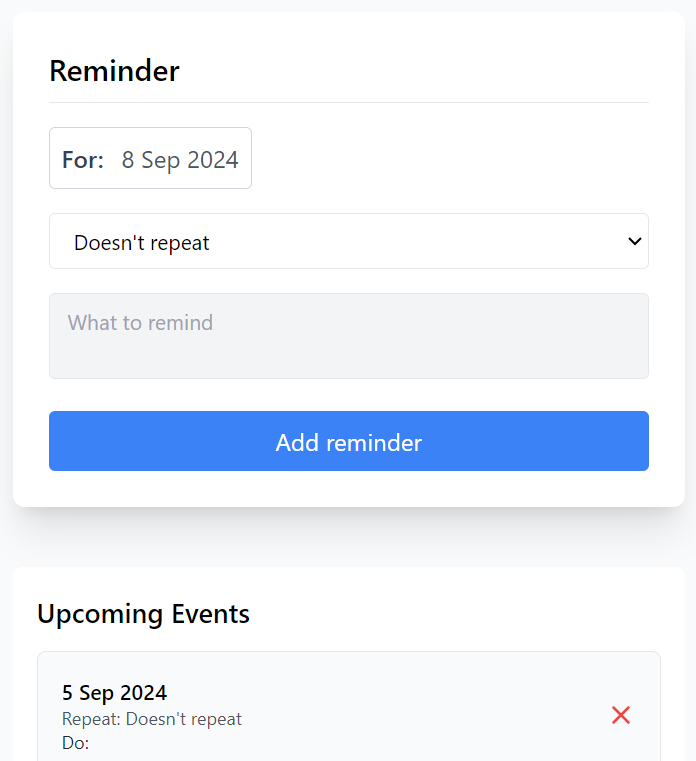 Reminder
For: 8 Sep 2024
Doesn't repeat
What to remind
Add reminder
Upcoming Events
5 Sep 2024
Repeat: Doesn't repeat
Do: